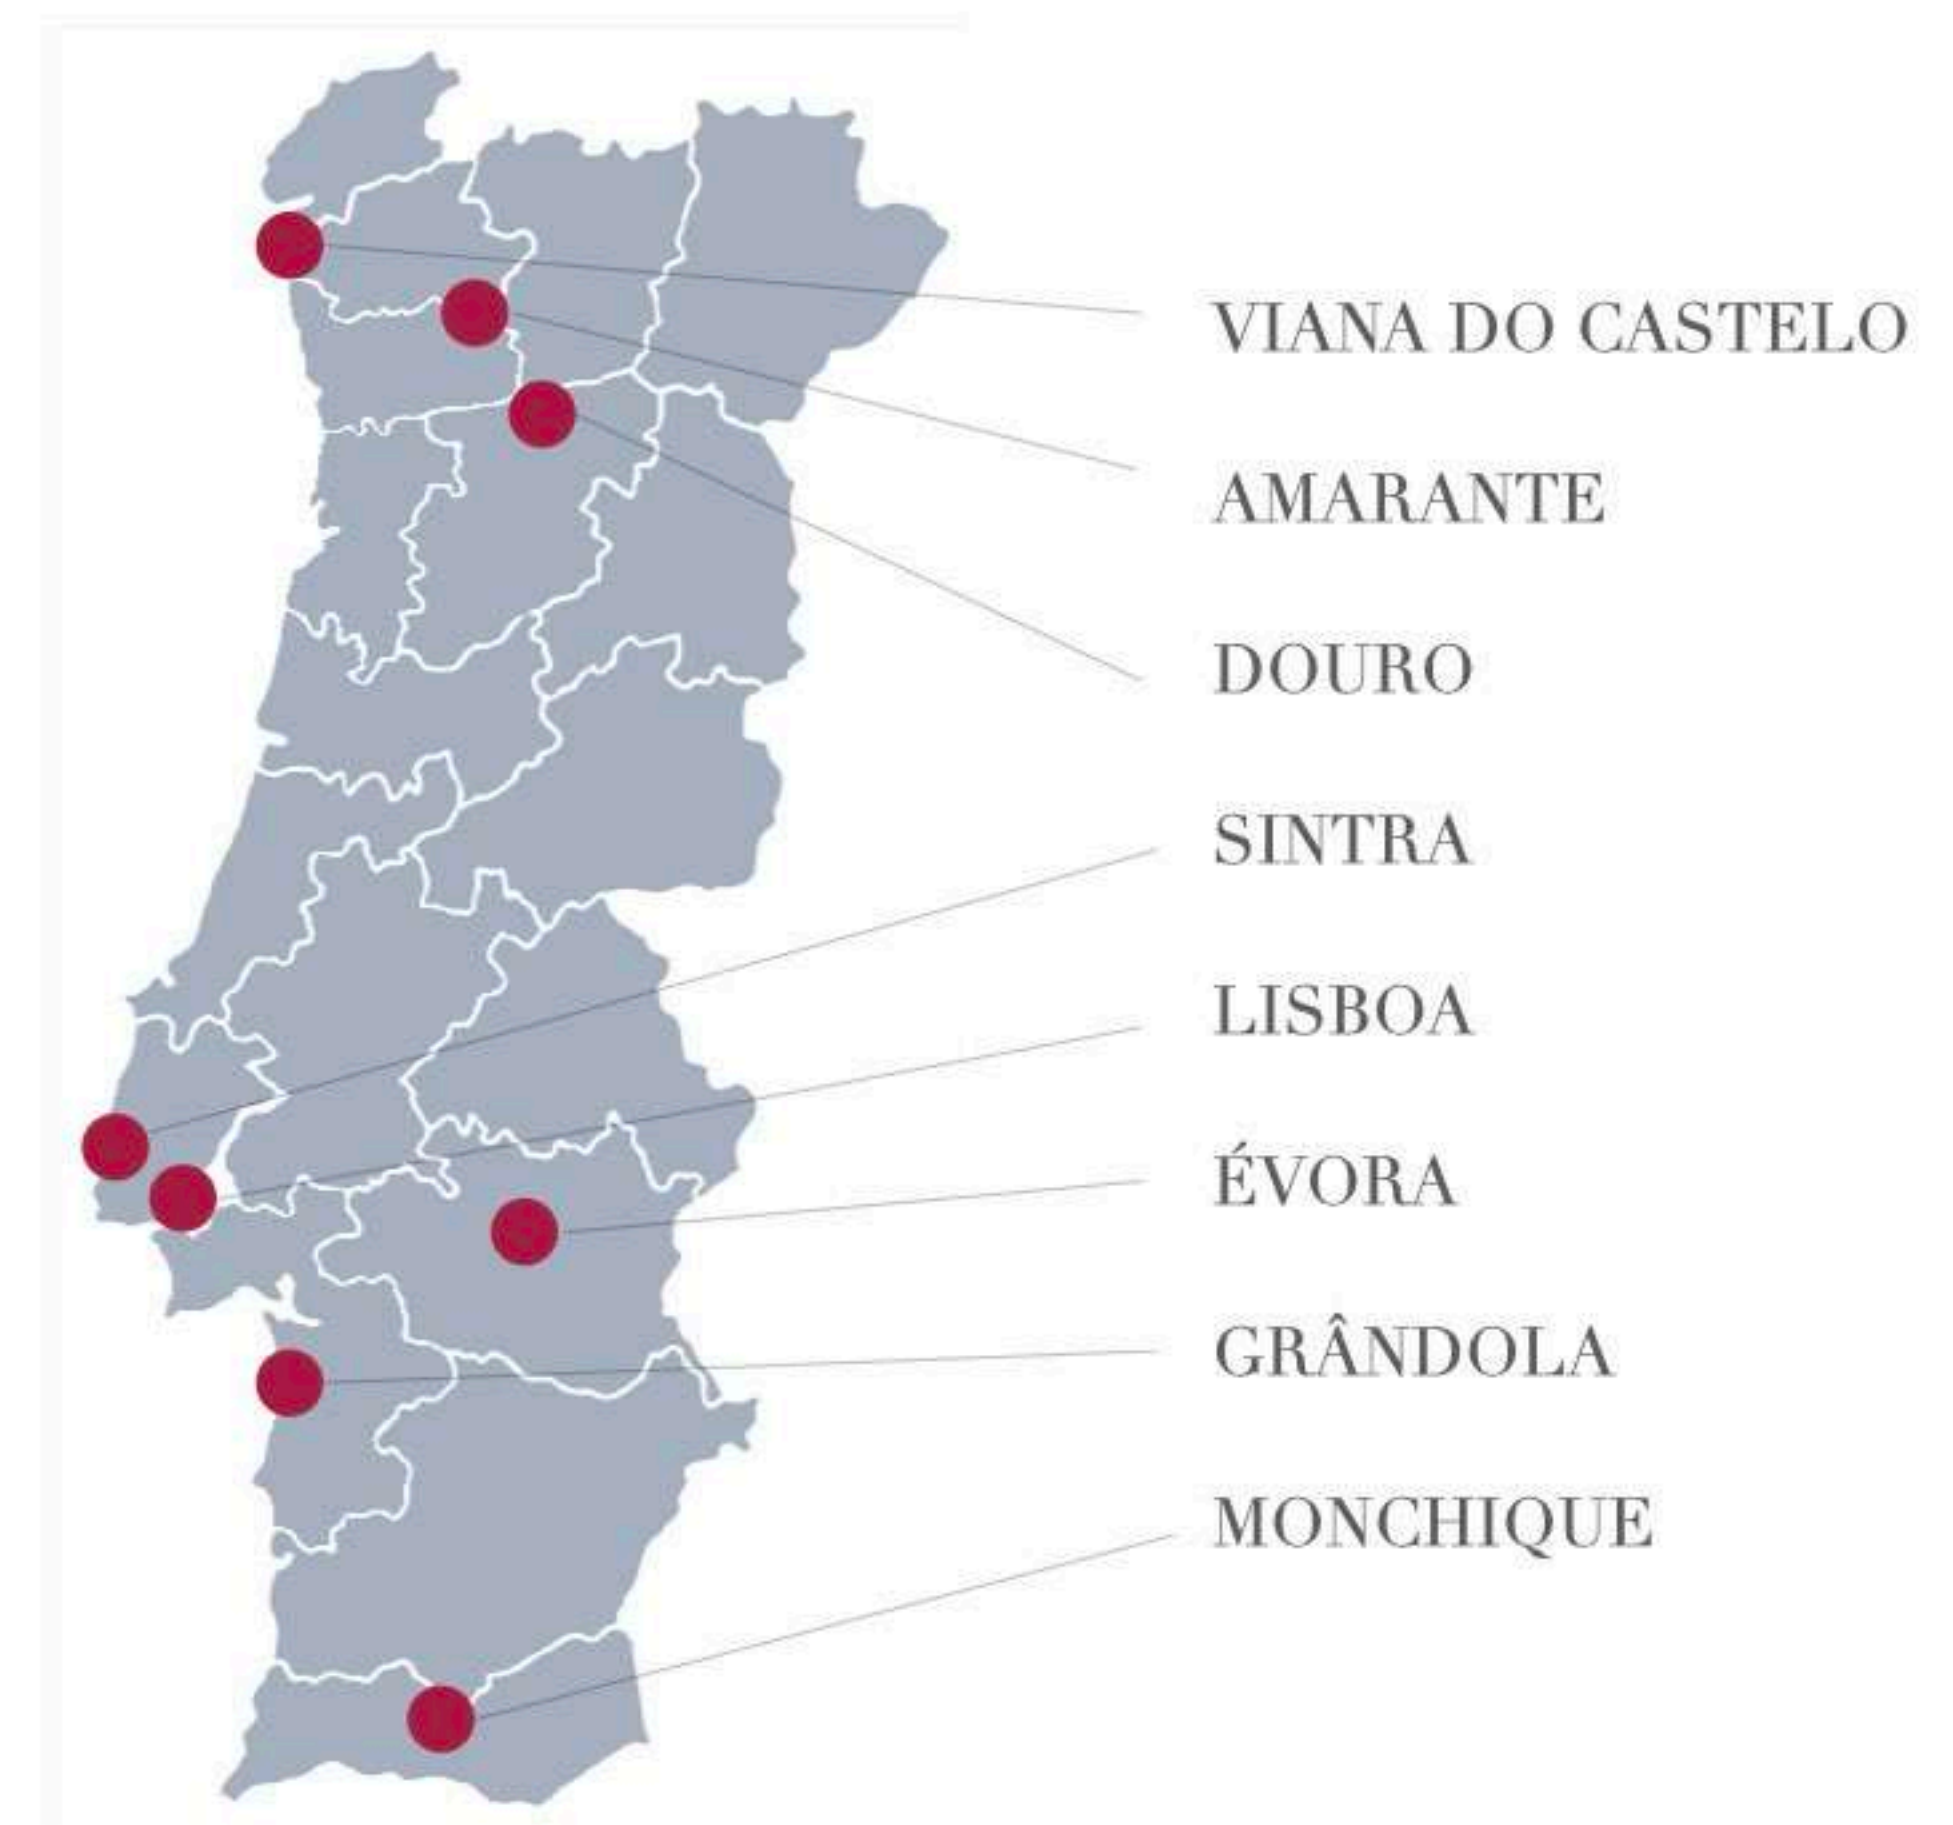 VIANA DO CASTELO
AMARANTE
DOURO
SINTRA
LISBOA
ÉVORA
GRÂNDOLA
MONCHIQUE